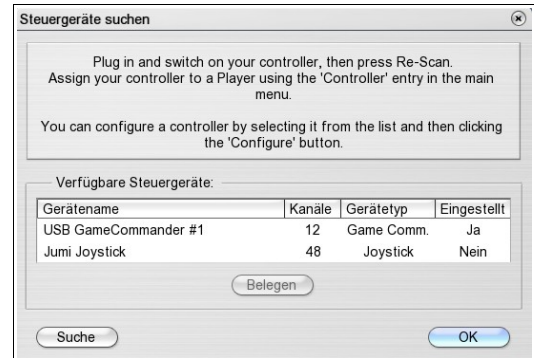 Steuergeräte suchen
Plug in and switch on your controller, then press Re-Scan.
Assign your controller to a Player using the 'Controller' entry in the main
menu.
You can configure a controller by selecting it from the list and then clicking
the 'Configure' button.
Verfügbare Steuergeräte:
Gerätename Kanäle Gerätetyp Eingestellt
USB GameCommander #1 12 Game Comm. Ja
Jumi Joystick 48 Joystick Nein
Belegen
Suche OK